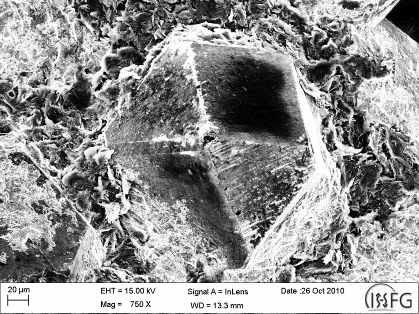 20 µm
EHT = 15.00 kV
Signal A = InLens
Date :26 Oct 2010
Mag = 750 X
WD = 13.3 mm
ISSFG